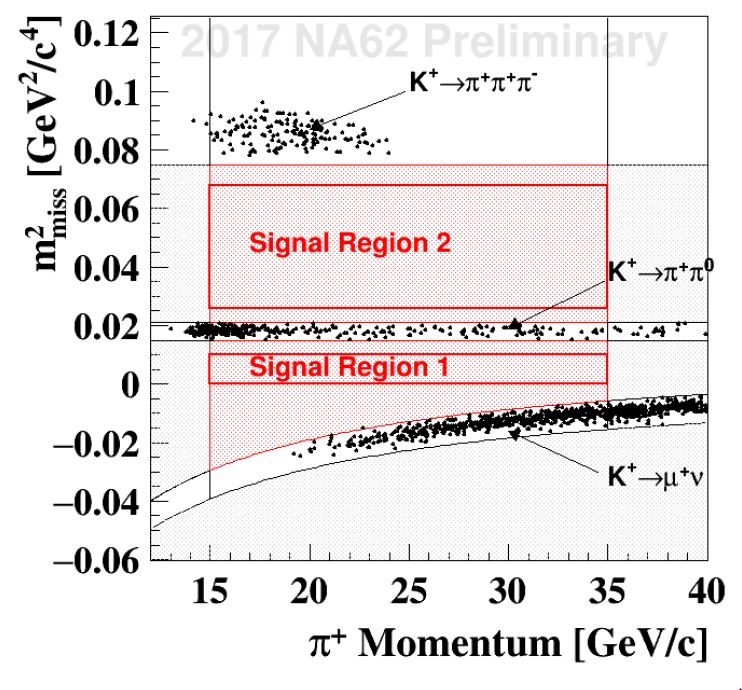 2017 NA62 Preliminary
m²miss [GeV²/c⁴]
0.12
0.1
0.08
0.06
0.04
0.02
0
−0.02
−0.04
−0.06
K⁺→π⁺π⁺π⁻
Signal Region 2
K⁺→π⁺π⁰
Signal Region 1
K⁺→μ⁺ν
15 20 25 30 35 40
π⁺ Momentum [GeV/c]